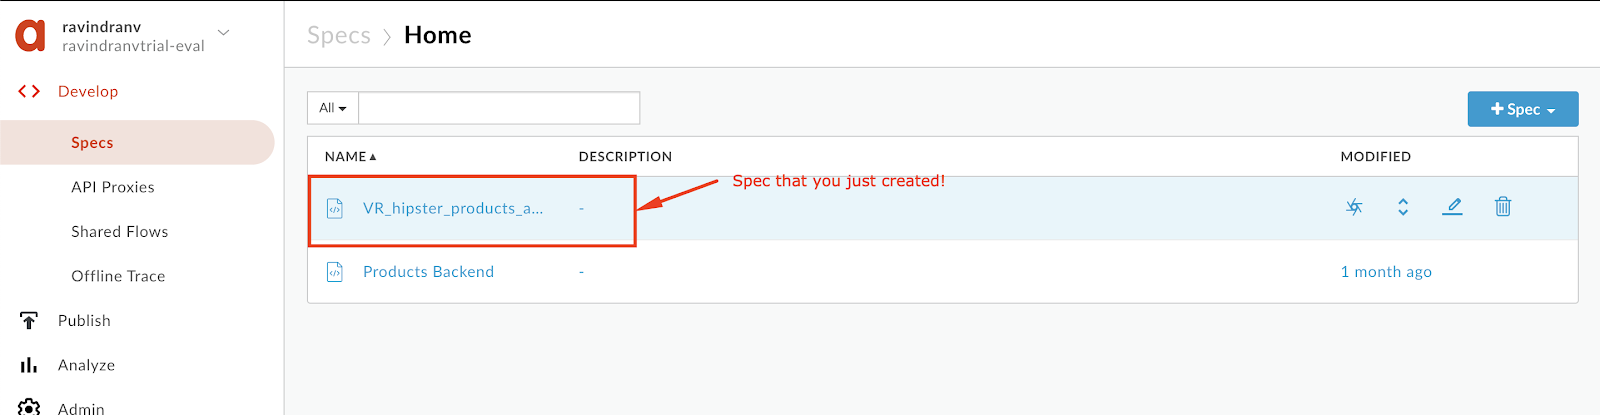 ravindranv
ravindranvtrial-eval
Specs > Home
Develop
Specs
API Proxies
Shared Flows
Offline Trace
Publish
Analyze
Admin
All
+ Spec
NAME DESCRIPTION MODIFIED
Spec that you just created!
VR_hipster_products_a... -
Products Backend - 1 month ago